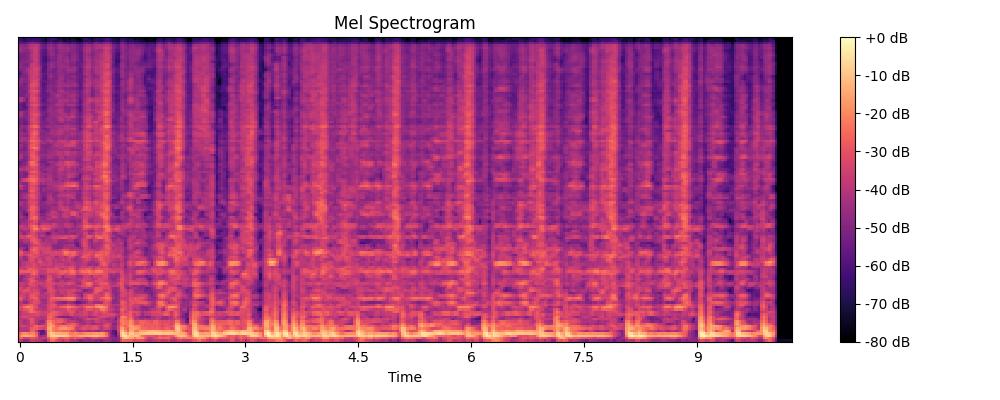 Mel Spectrogram
+0 dB
-10 dB
-20 dB
-30 dB
-40 dB
-50 dB
-60 dB
-70 dB
-80 dB
0 1.5 3 4.5 6 7.5 9
Time